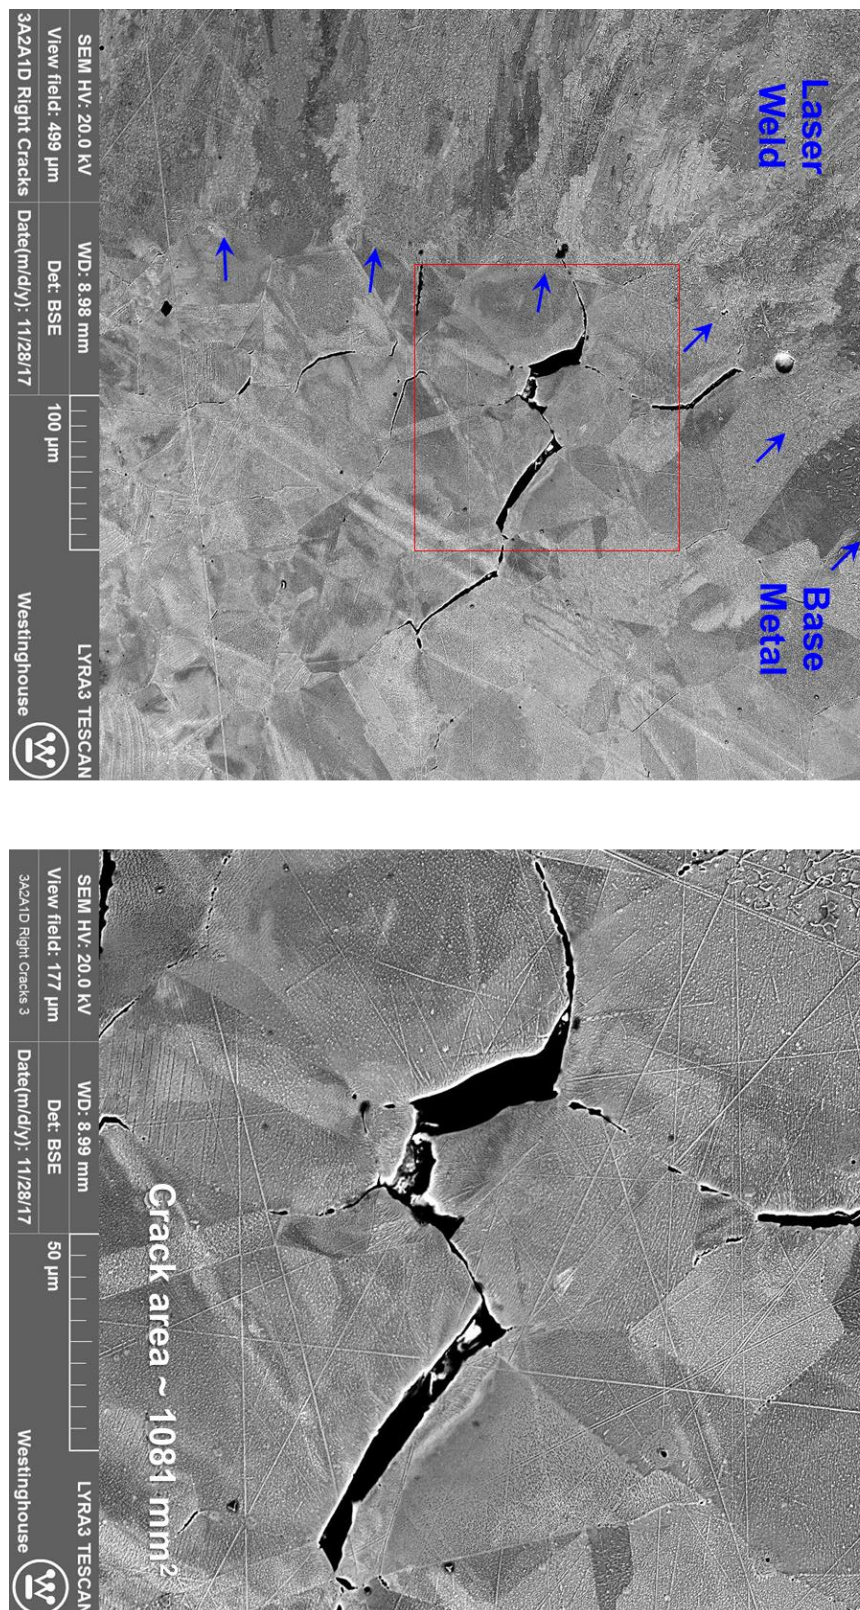 Laser
Weld
Base
Metal
SEM HV: 20.0 kV
WD: 8.98 mm
LYRA3 TESCAN
View field: 499 µm
Det: BSE
100 µm
3A2A1D Right Cracks
Date(m/d/y): 11/28/17
Westinghouse
Crack area ~ 1081 mm²
SEM HV: 20.0 kV
WD: 8.99 mm
LYRA3 TESCAN
View field: 177 µm
Det: BSE
50 µm
3A2A1D Right Cracks 3
Date(m/d/y): 11/28/17
Westinghouse